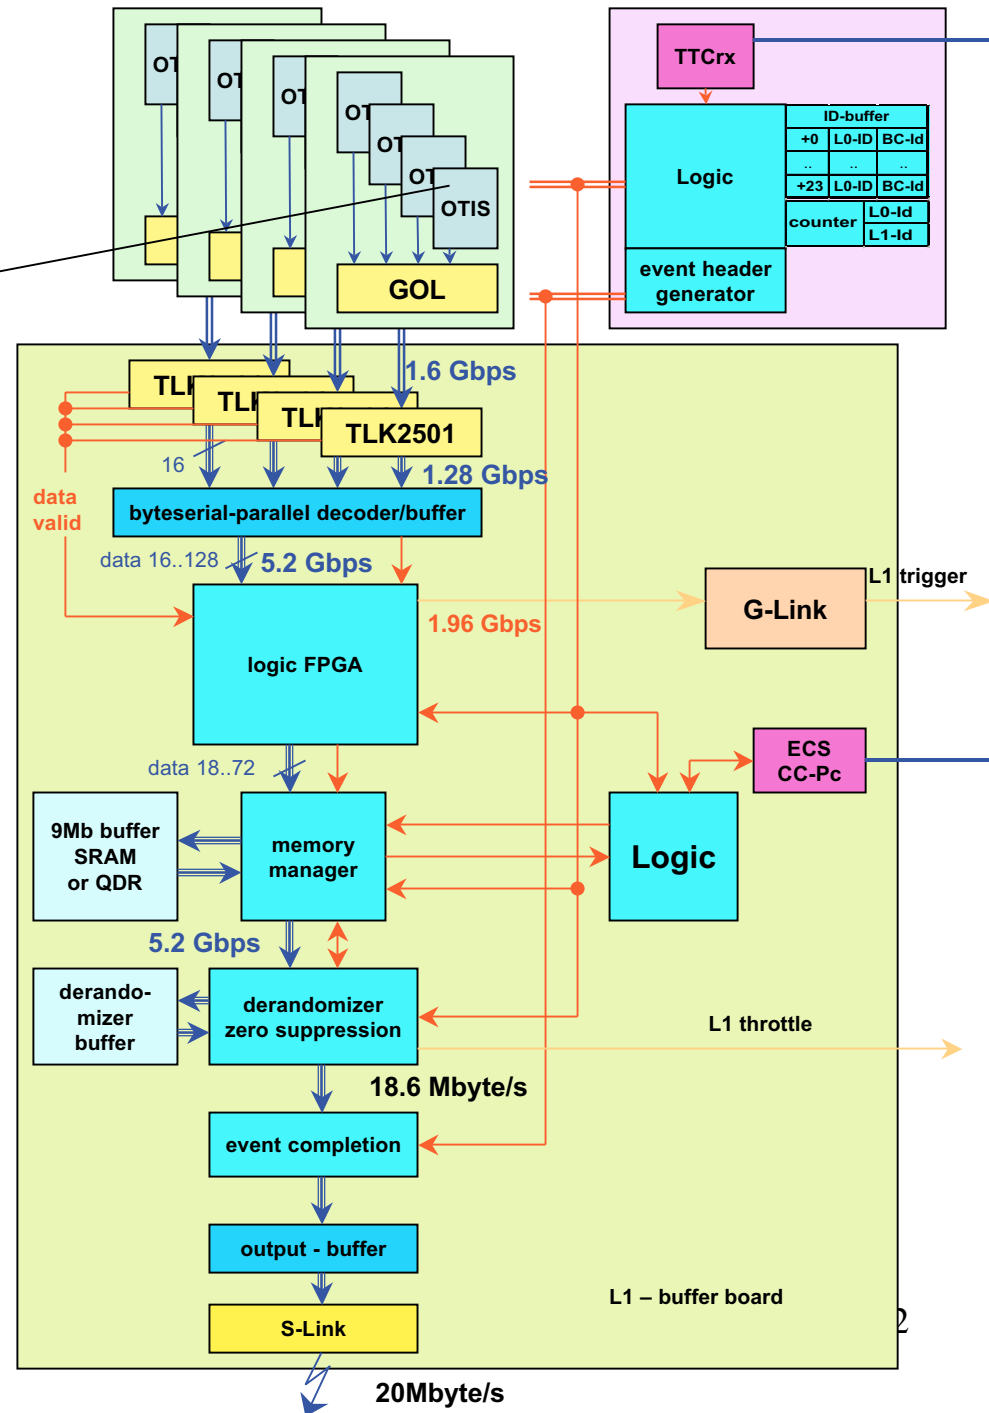 OT
OT
OT
OT
OT
OT
OTIS
GOL
TTCrx
Logic
ID-buffer
+0 L0-ID BC-Id
.. .. ..
+23 L0-ID BC-Id
counter
L0-Id
L1-Id
event header
generator
1.6 Gbps
TLK
TLK
TLK
TLK2501
16
1.28 Gbps
data
valid
byteserial-parallel decoder/buffer
data 16..128
5.2 Gbps
L1 trigger
G-Link
1.96 Gbps
logic FPGA
data 18..72
ECS
CC-Pc
9Mb buffer
SRAM
or QDR
memory
manager
Logic
5.2 Gbps
derando-
mizer
buffer
derandomizer
zero suppression
L1 throttle
18.6 Mbyte/s
event completion
output - buffer
L1 – buffer board
2
S-Link
20Mbyte/s